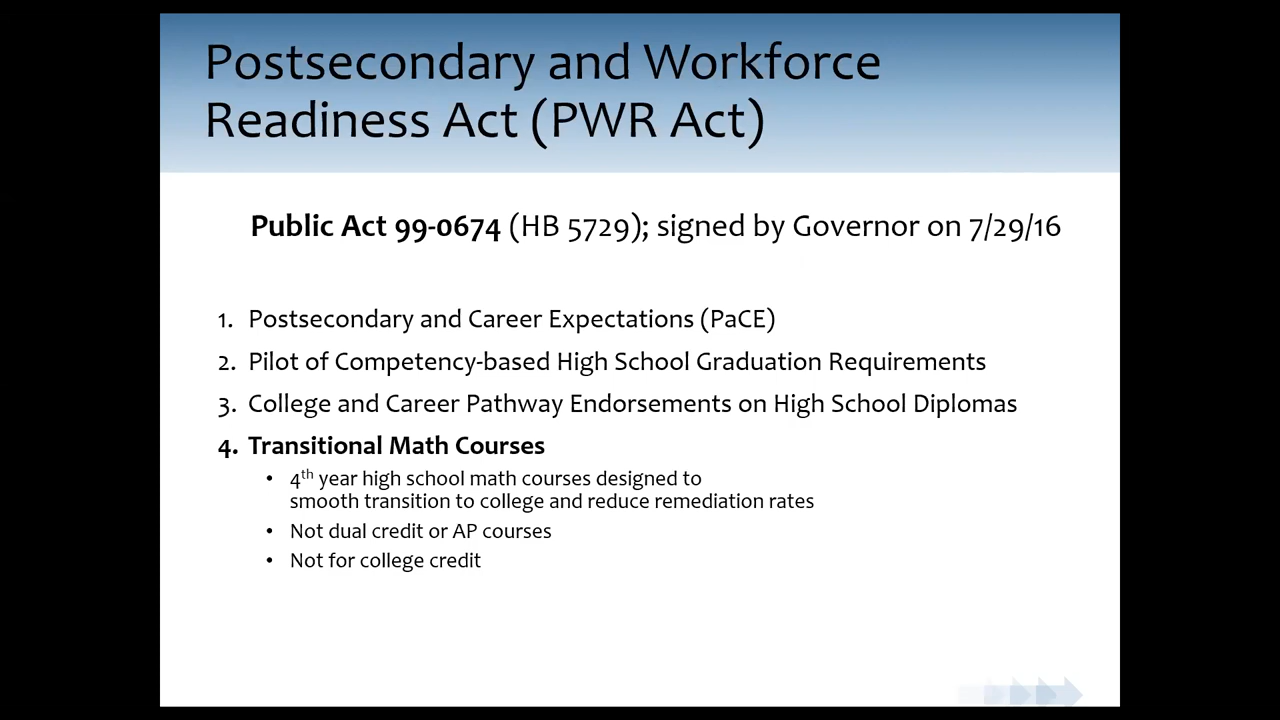 Postsecondary and Workforce
Readiness Act (PWR Act)
Public Act 99-0674 (HB 5729); signed by Governor on 7/29/16
1. Postsecondary and Career Expectations (PaCE)
2. Pilot of Competency-based High School Graduation Requirements
3. College and Career Pathway Endorsements on High School Diplomas
4. Transitional Math Courses
• 4th year high school math courses designed to
smooth transition to college and reduce remediation rates
• Not dual credit or AP courses
• Not for college credit